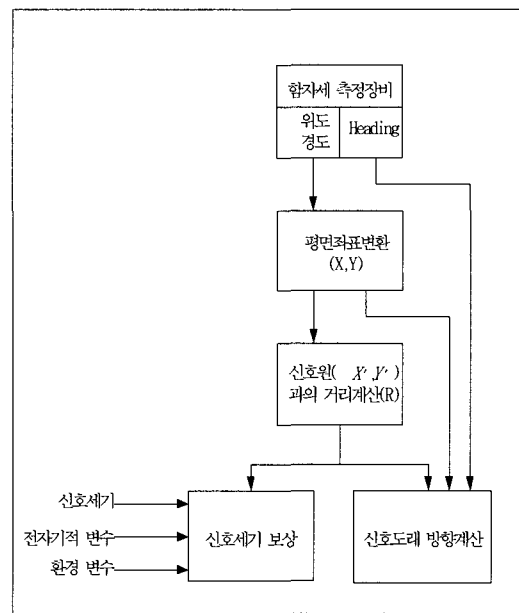 함자세 측정장비
위도
경도
Heading
평면좌표변환
(X,Y)
신호원( X',Y' )
과의 거리계산(R)
신호세기
전자기적 변수
환경 변수
신호세기 보상
신호도래 방향계산